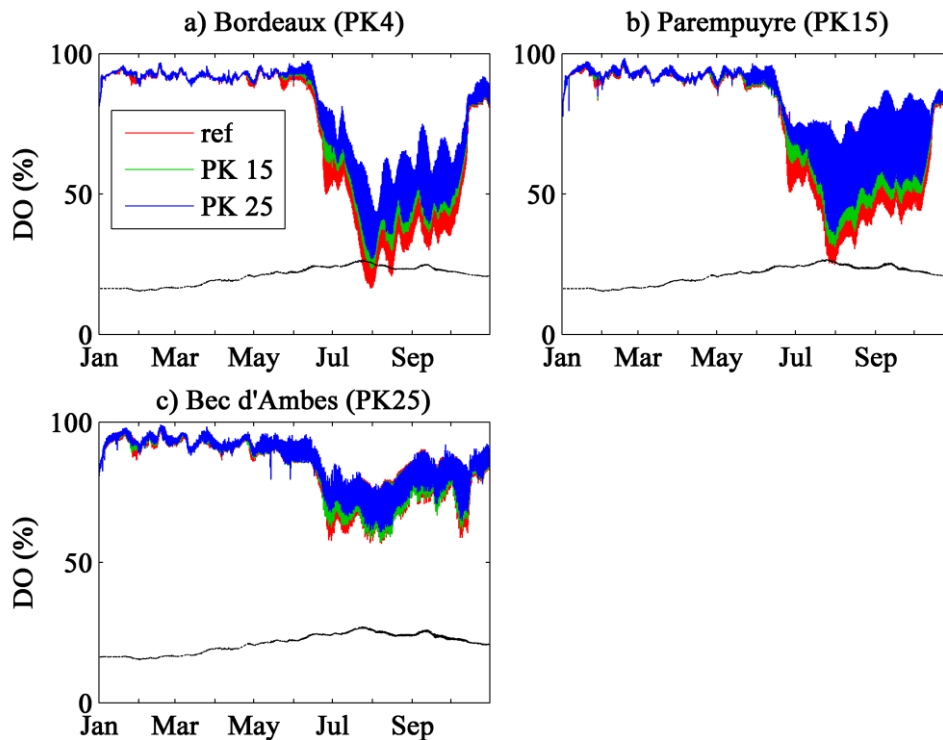 a) Bordeaux (PK4)
b) Parempuyre (PK15)
100
50
0
DO (%)
ref
PK 15
PK 25
Jan Mar May Jul Sep
100
50
0
DO (%)
Jan Mar May Jul Sep
c) Bec d'Ambes (PK25)
100
50
0
DO (%)
Jan Mar May Jul Sep